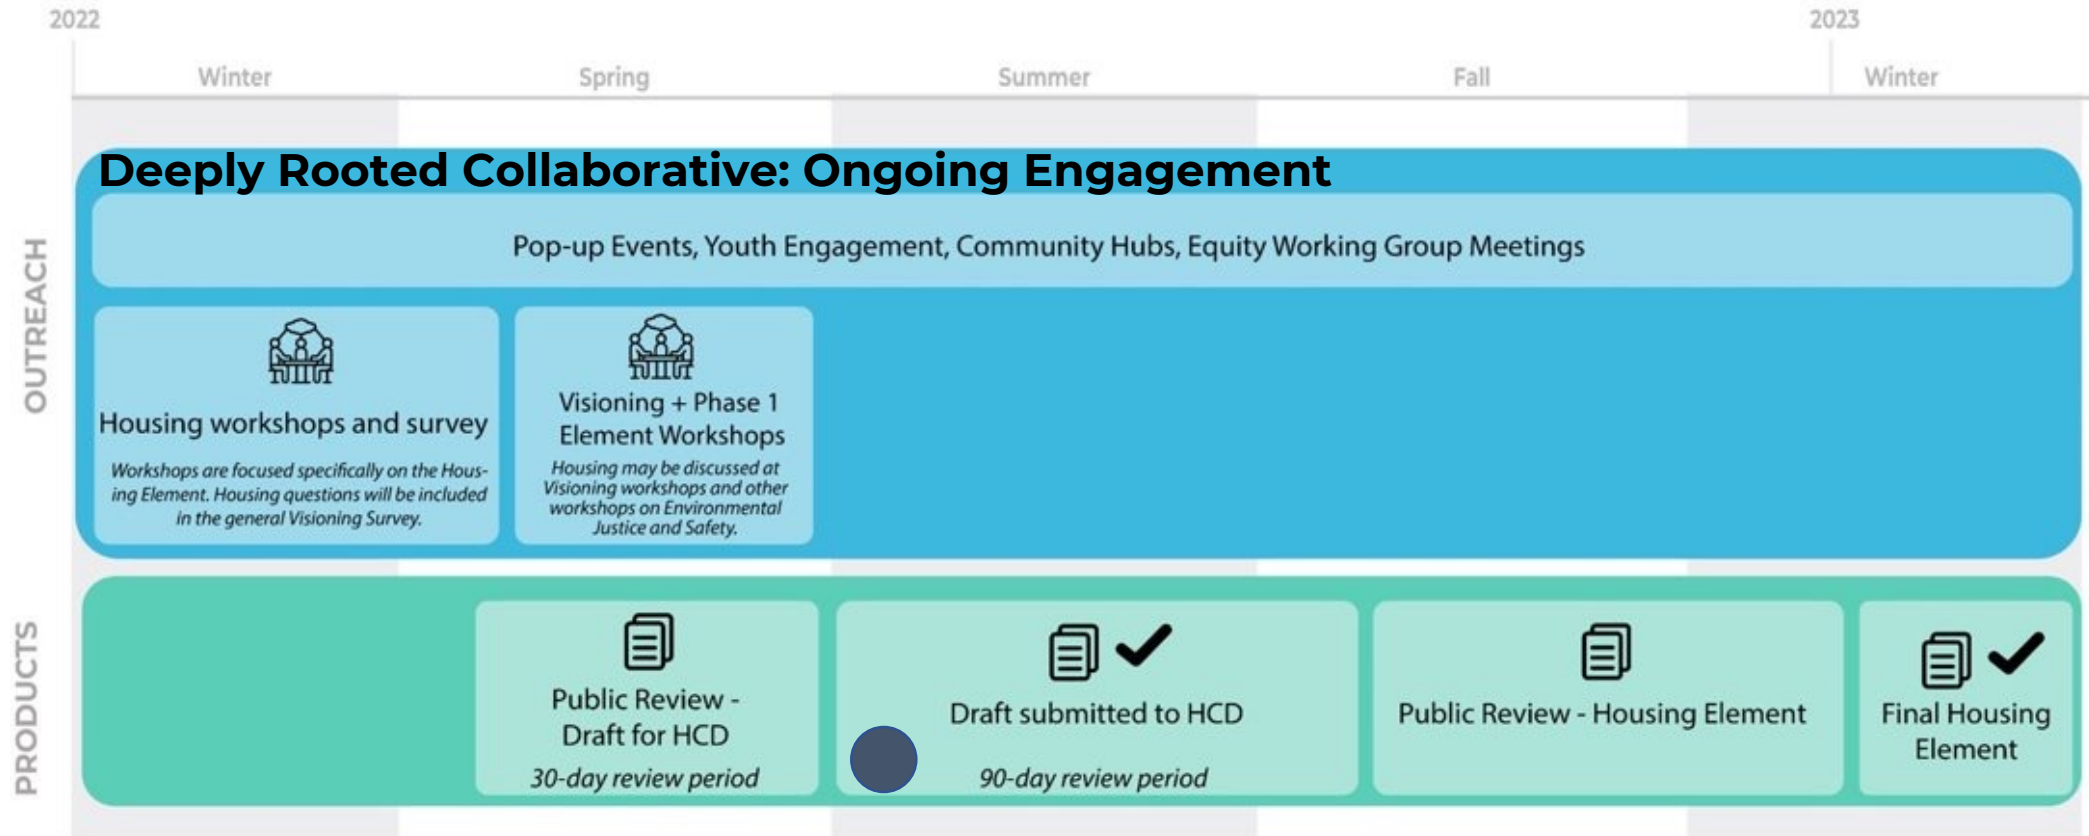 2022
2023
Winter
Spring
Summer
Fall
Winter
OUTREACH
Deeply Rooted Collaborative: Ongoing Engagement
Pop-up Events, Youth Engagement, Community Hubs, Equity Working Group Meetings
Housing workshops and survey
Workshops are focused specifically on the Hous-
ing Element. Housing questions will be included
in the general Visioning Survey.
Visioning + Phase 1
Element Workshops
Housing may be discussed at
Visioning workshops and other
workshops on Environmental
Justice and Safety.
PRODUCTS
Public Review -
Draft for HCD
30-day review period
Draft submitted to HCD
90-day review period
Public Review - Housing Element
Final Housing
Element